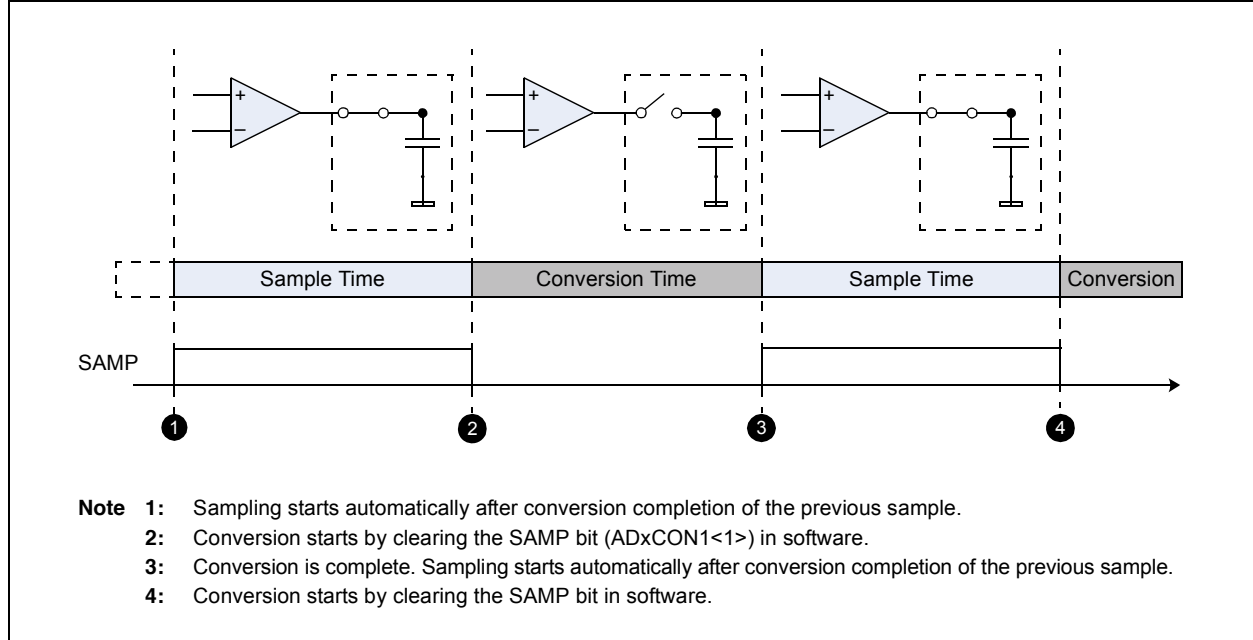 +
−
+
−
+
−
Sample Time
Conversion Time
Sample Time
Conversion
SAMP
1
2
3
4
Note 1: Sampling starts automatically after conversion completion of the previous sample.
2: Conversion starts by clearing the SAMP bit (ADxCON1<1>) in software.
3: Conversion is complete. Sampling starts automatically after conversion completion of the previous sample.
4: Conversion starts by clearing the SAMP bit in software.